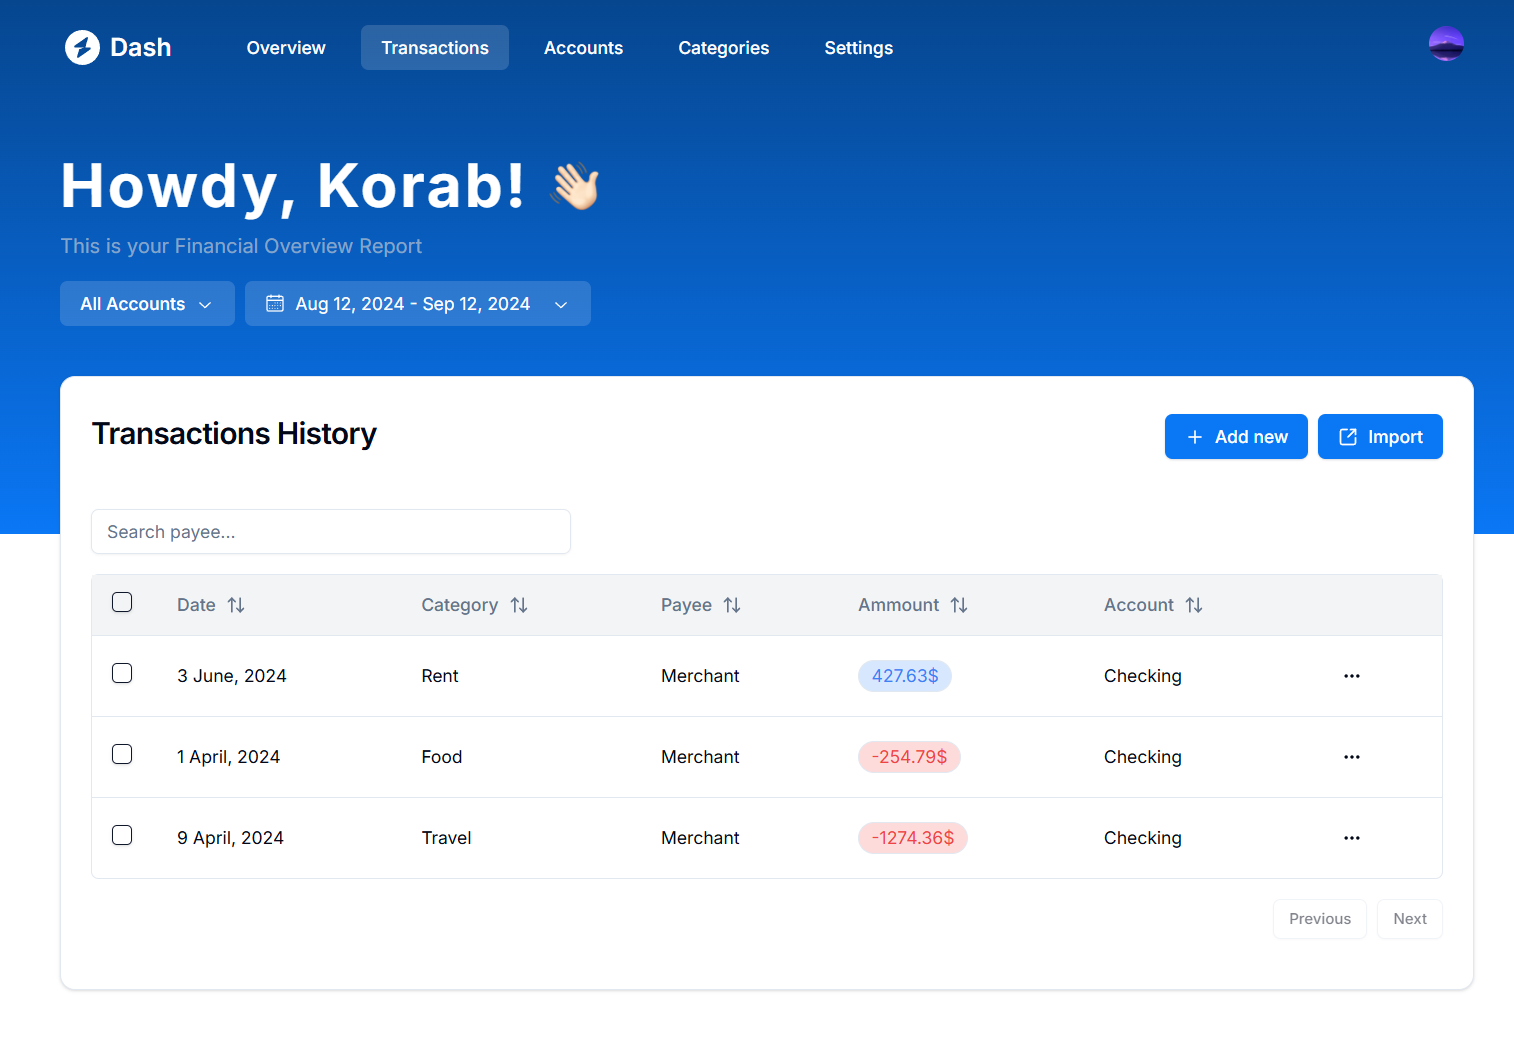 Dash Overview Transactions Accounts Categories Settings
Howdy, Korab! 👋🏻
This is your Financial Overview Report
All Accounts Aug 12, 2024 - Sep 12, 2024
Transactions History
Add new Import
Search payee...
Date Category Payee Ammount Account
3 June, 2024 Rent Merchant 427.63$ Checking
1 April, 2024 Food Merchant -254.79$ Checking
9 April, 2024 Travel Merchant -1274.36$ Checking
Previous Next